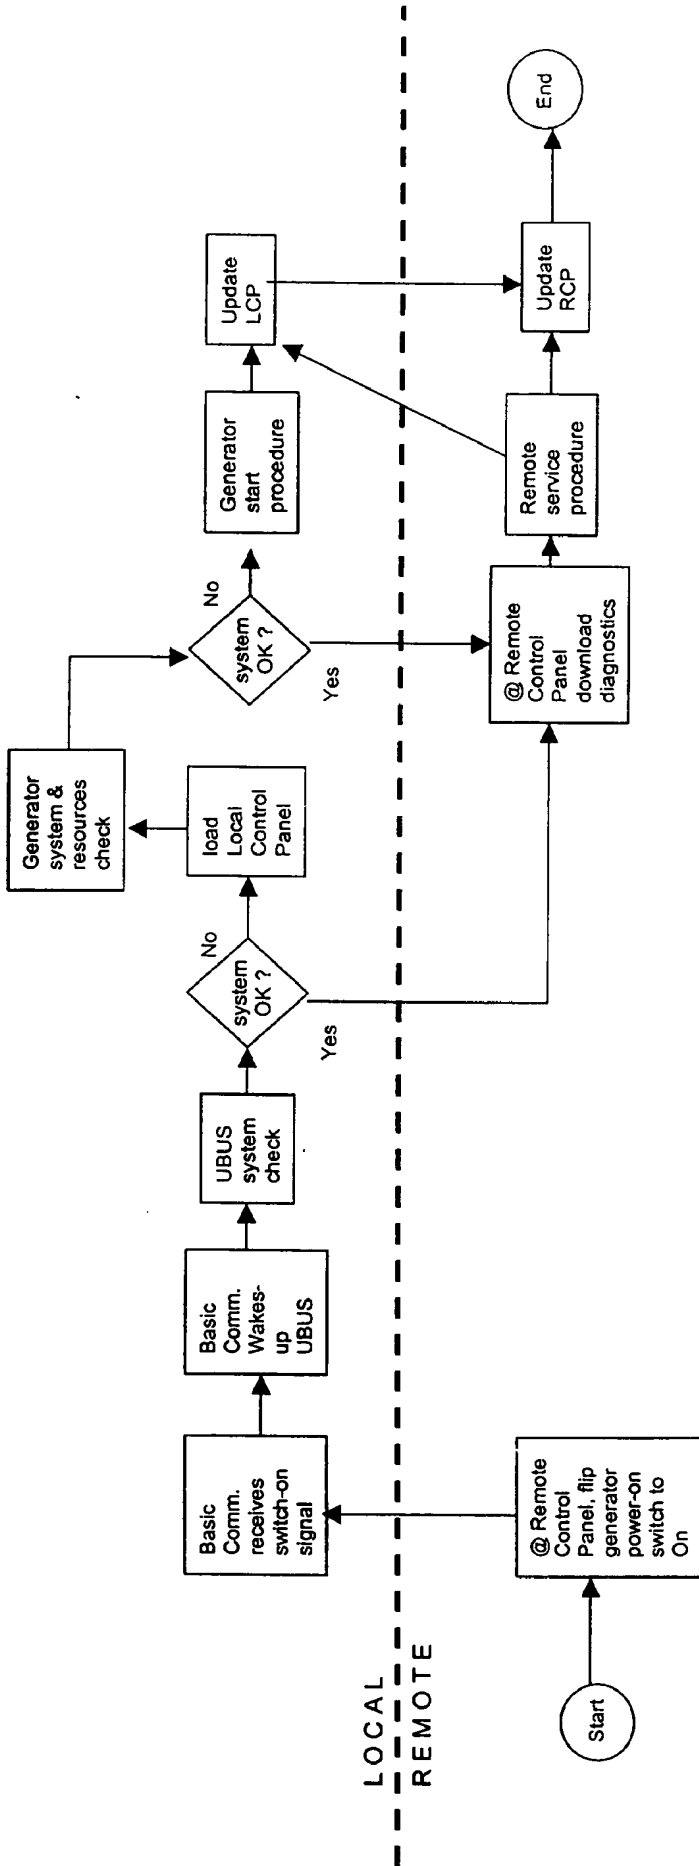 LOCAL
REMOTE
Start
@ Remote
Control
Panel, flip
generator
power-on
switch to
On
Basic
Comm.
receives
switch-on
signal
Basic
Comm.
Wakes-
up
UBUS
UBUS
system
check
system
OK ?
No
Yes
load
Local
Control
Panel
Generator
system &
resources
check
system
OK ?
No
Yes
Generator
start
procedure
Update
LCP
@ Remote
Control
Panel
download
diagnostics
Remote
service
procedure
Update
RCP
End